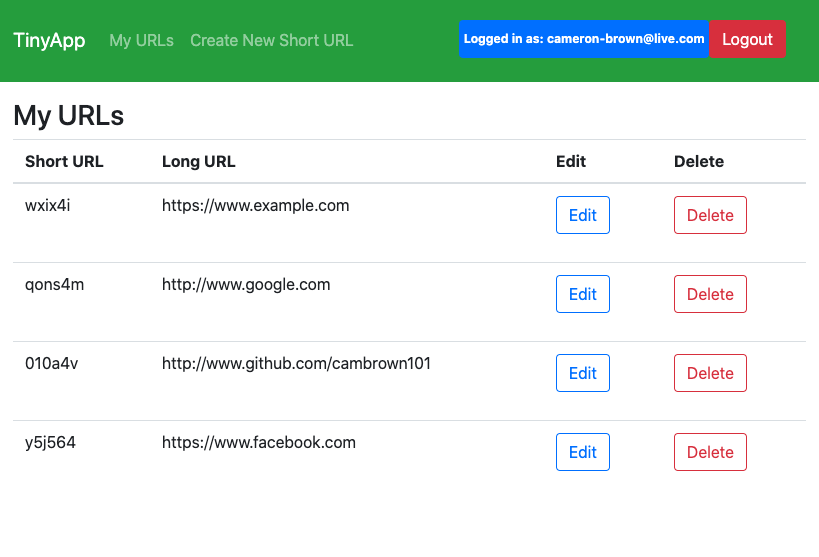 TinyApp My URLs Create New Short URL Logged in as: cameron-brown@live.com Logout
My URLs
Short URL Long URL Edit Delete
wxix4i https://www.example.com Edit Delete
qons4m http://www.google.com Edit Delete
010a4v http://www.github.com/cambrown101 Edit Delete
y5j564 https://www.facebook.com Edit Delete